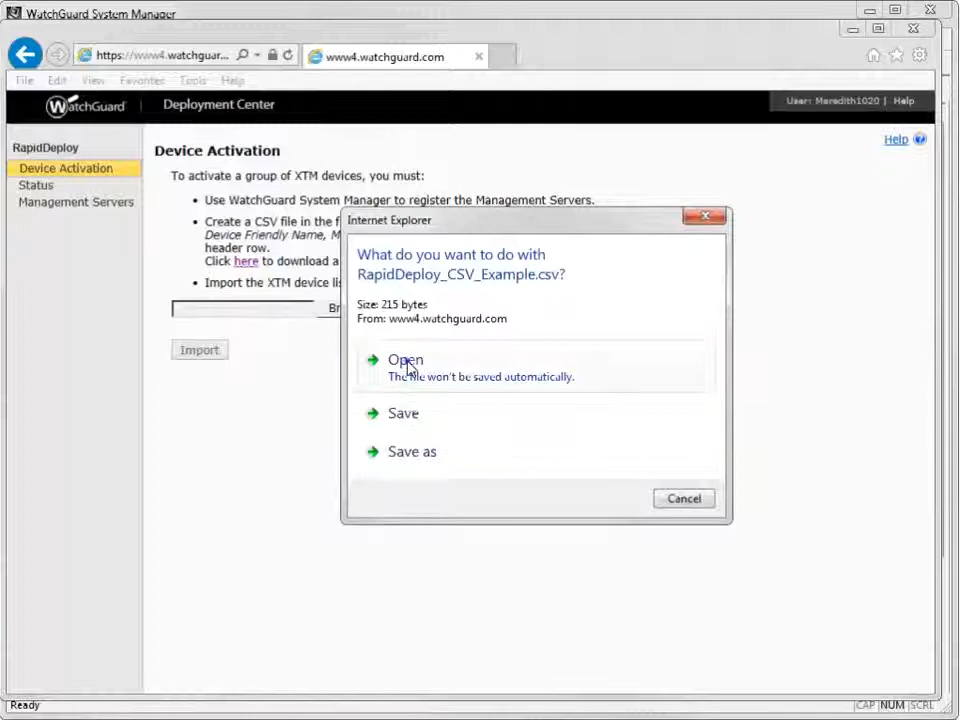 WatchGuard System Manager
https://www4.watchguar...
www4.watchguard.com
File Edit View Favorites Tools Help
WatchGuard Deployment Center
User: Meredith1020 | Help
RapidDeploy
Device Activation
Status
Management Servers
Help
Device Activation
To activate a group of XTM devices, you must:
• Use WatchGuard System Manager to register the Management Servers.
• Create a CSV file in the f
Device Friendly Name, M
header row.
Click here to download a
• Import the XTM device li
Br
Import
Internet Explorer
What do you want to do with
RapidDeploy_CSV_Example.csv?
Size: 215 bytes
From: www4.watchguard.com
Open
The file won't be saved automatically.
Save
Save as
Cancel
Ready
CAP NUM SCRL